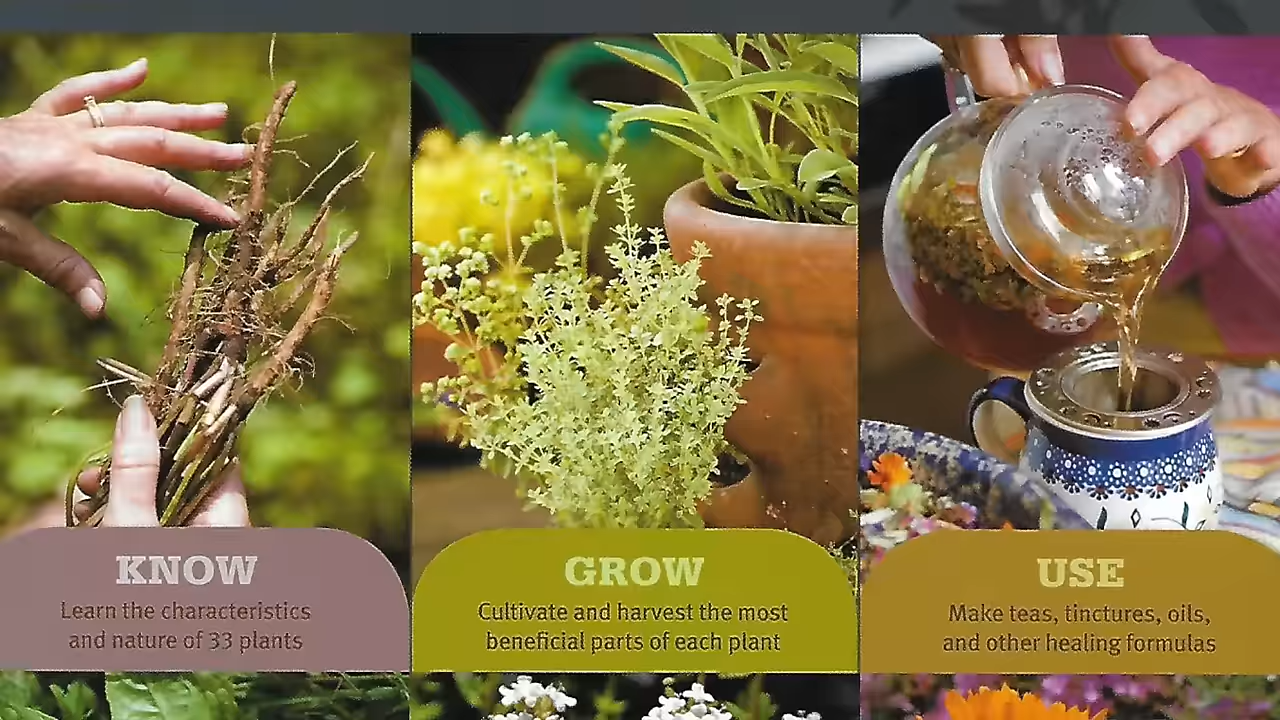 KNOW
Learn the characteristics
and nature of 33 plants
GROW
Cultivate and harvest the most
beneficial parts of each plant
USE
Make teas, tinctures, oils,
and other healing formulas